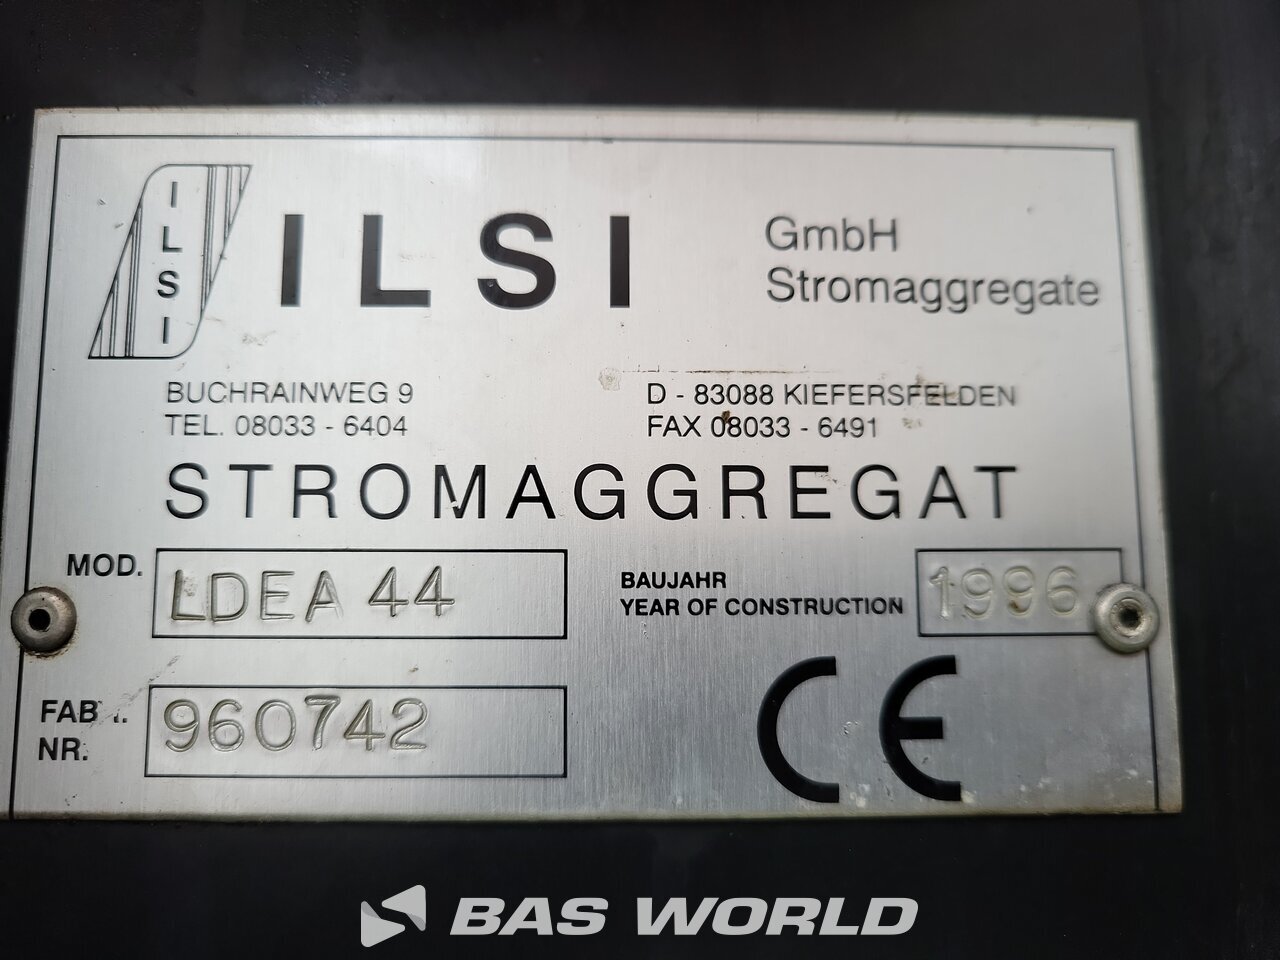 ILSI
ILSI
GmbH
Stromaggregate
BUCHRAINWEG 9
D - 83088 KIEFERSFELDEN
TEL. 08033 - 6404
FAX 08033 - 6491
STROMAGGREGAT
MOD.
LDEA 44
BAUJAHR
YEAR OF CONSTRUCTION
1996
NR.
960742
CE
BAS WORLD